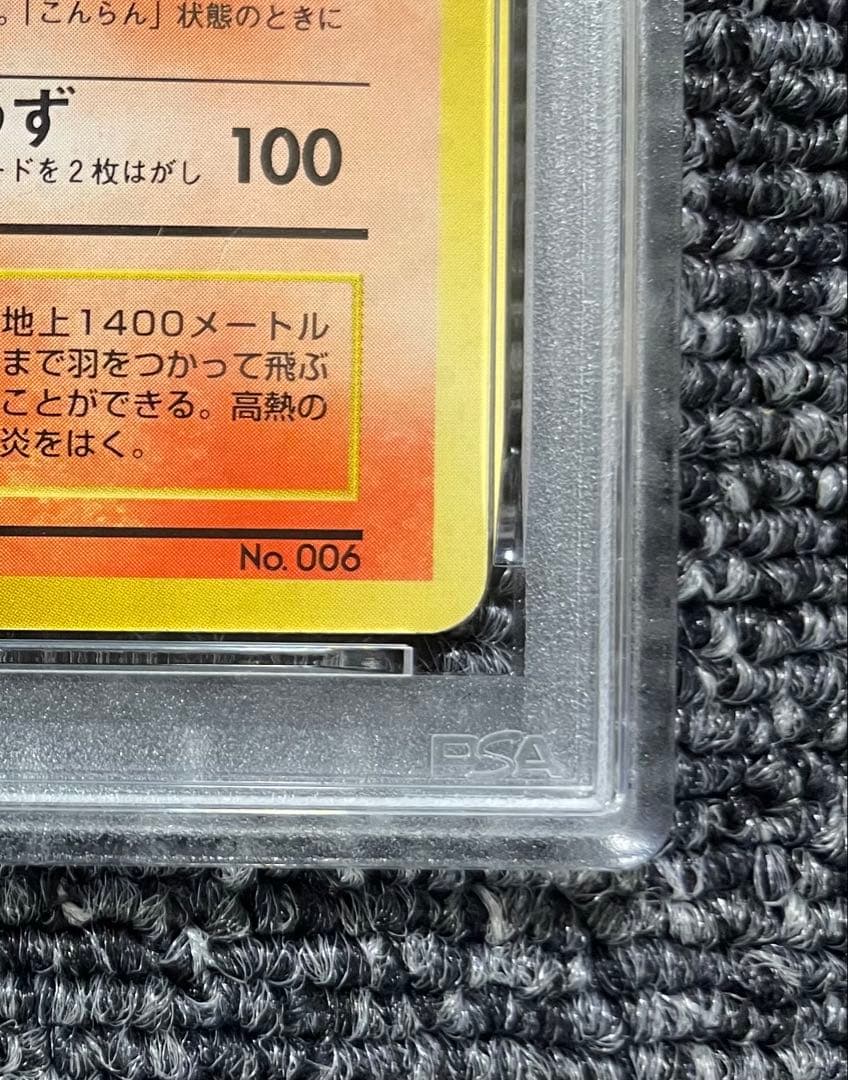 。「こんらん」状態のときに
うず
100
ードを2枚はがし
地上1400メートル
まで羽をつかって飛ぶ
ことができる。高熱の
炎をはく。
No. 006
PSA